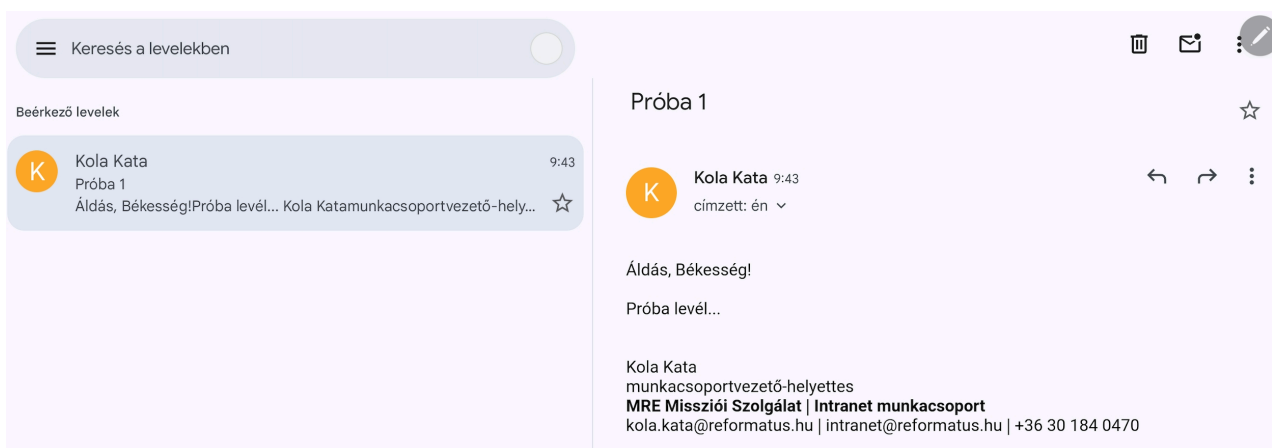 Keresés a levelekben
Beérkező levelek
K
Kola Kata
9:43
Próba 1
Áldás, Békesség!Próba levél... Kola Katamunkacsoportvezető-hely...
Próba 1
K
Kola Kata 9:43
címzett: én
Áldás, Békesség!
Próba levél...
Kola Kata
munkacsoportvezető-helyettes
MRE Missziói Szolgálat | Intranet munkacsoport
kola.kata@reformatus.hu | intranet@reformatus.hu | +36 30 184 0470